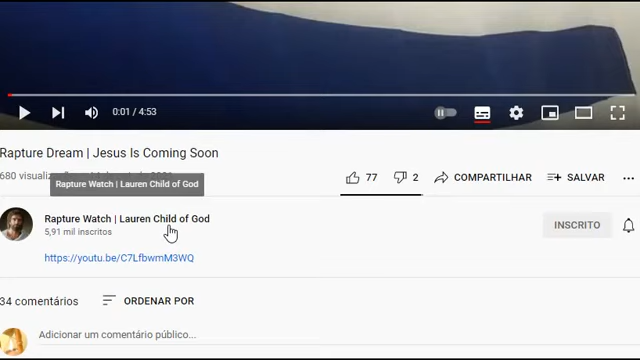 0:01 / 4:53
Rapture Dream | Jesus Is Coming Soon
680 visualiz
Rapture Watch | Lauren Child of God
77
2
COMPARTILHAR
SALVAR
Rapture Watch | Lauren Child of God
5,91 mil inscritos
INSCRITO
https://youtu.be/C7LfbwmM3WQ
34 comentários
ORDENAR POR
Adicionar um comentário público...